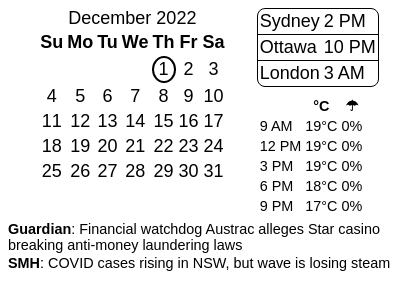 December 2022
Su Mo Tu We Th Fr Sa
1 2 3
4 5 6 7 8 9 10
11 12 13 14 15 16 17
18 19 20 21 22 23 24
25 26 27 28 29 30 31
Sydney 2 PM
Ottawa 10 PM
London 3 AM
°C ☂
9 AM 19°C 0%
12 PM 19°C 0%
3 PM 19°C 0%
6 PM 18°C 0%
9 PM 17°C 0%
Guardian: Financial watchdog Austrac alleges Star casino
breaking anti-money laundering laws
SMH: COVID cases rising in NSW, but wave is losing steam